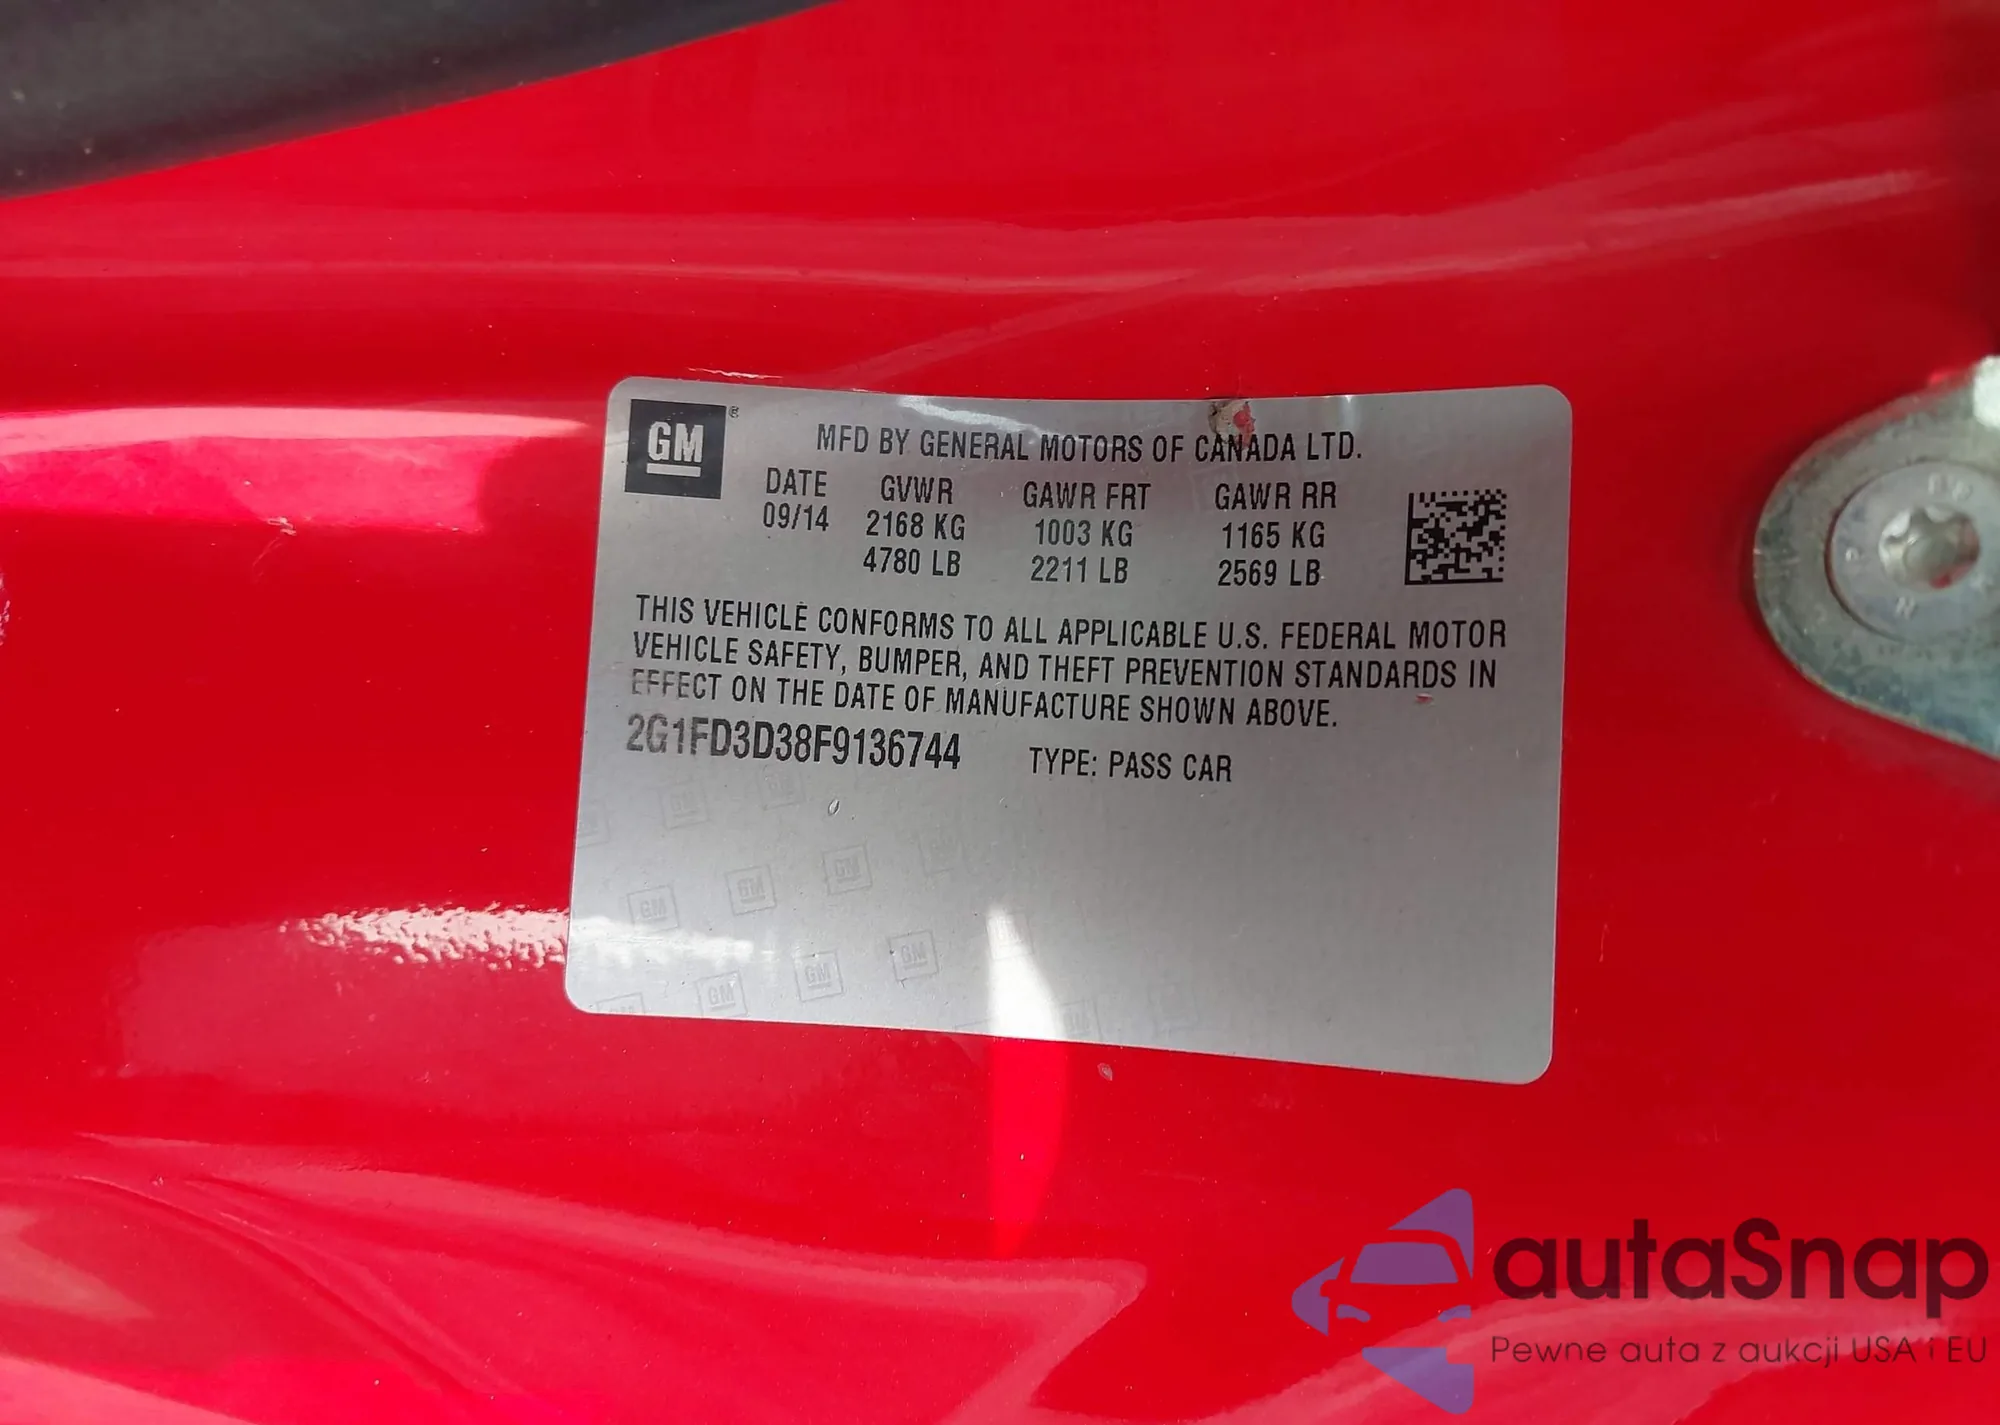 GM
MFD BY GENERAL MOTORS OF CANADA LTD.
DATE GVWR GAWR FRT GAWR RR
09/14 2168 KG 1003 KG 1165 KG
4780 LB 2211 LB 2569 LB
THIS VEHICLE CONFORMS TO ALL APPLICABLE U.S. FEDERAL MOTOR
VEHICLE SAFETY, BUMPER, AND THEFT PREVENTION STANDARDS IN
EFFECT ON THE DATE OF MANUFACTURE SHOWN ABOVE.
2G1FD3D38F9136744 TYPE: PASS CAR
autaSnap
Pewne auta z aukcji USA i EU